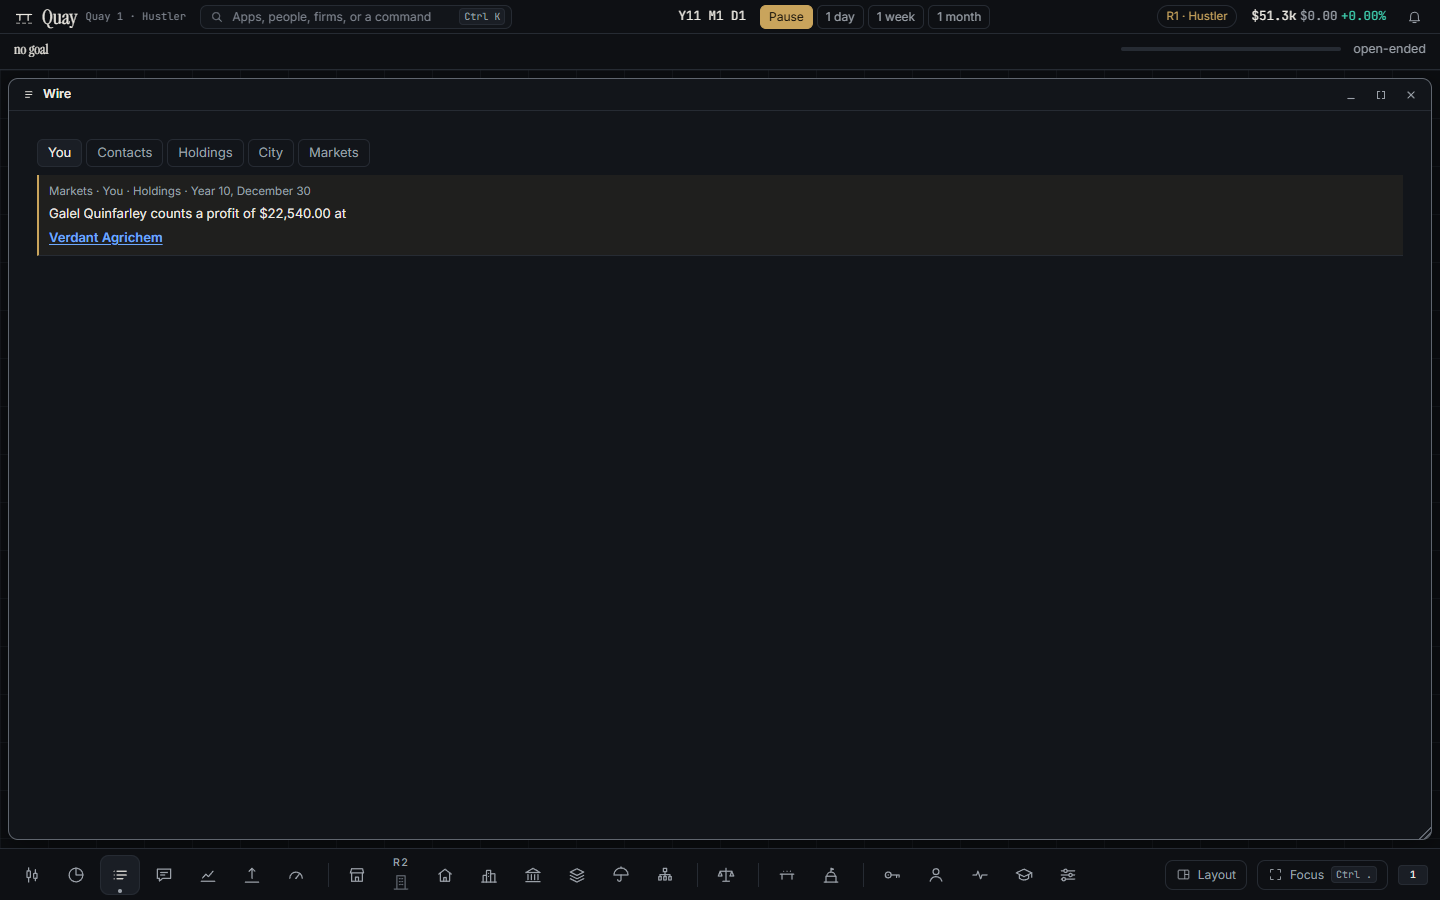 Quay Quay 1 · Hustler Apps, people, firms, or a command Ctrl K Y11 M1 D1 Pause 1 day 1 week 1 month R1 · Hustler $51.3k $0.00 +0.00%
no goal open-ended
Wire
You Contacts Holdings City Markets
Markets · You · Holdings · Year 10, December 30
Galel Quinfarley counts a profit of $22,540.00 at
Verdant Agrichem
R2
Layout Focus Ctrl . 1